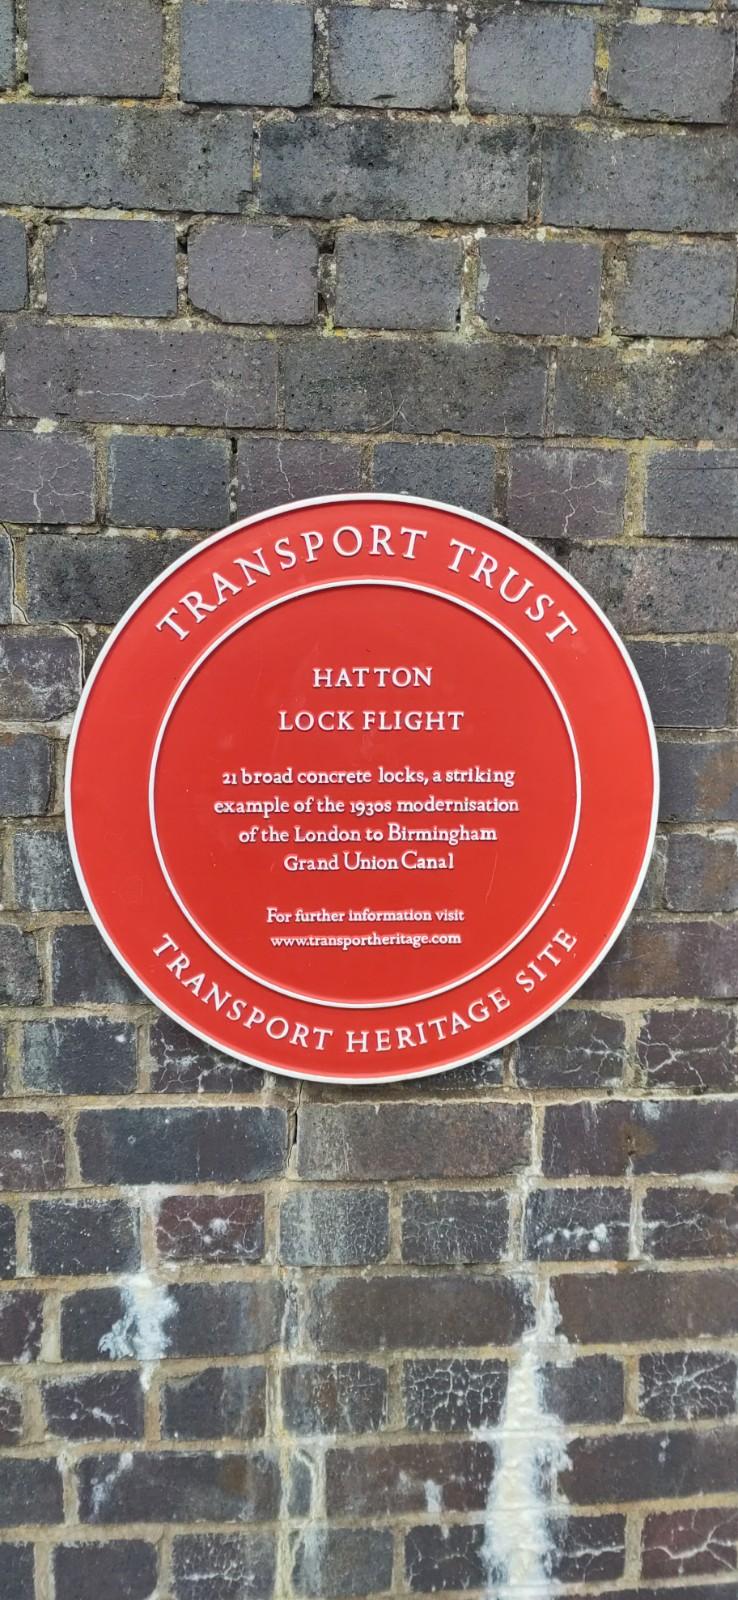 TRANSPORT TRUST
HATTON
LOCK FLIGHT
21 broad concrete locks, a striking
example of the 1930s modernisation
of the London to Birmingham
Grand Union Canal
For further information visit
www.transportheritage.com
TRANSPORT HERITAGE SITE